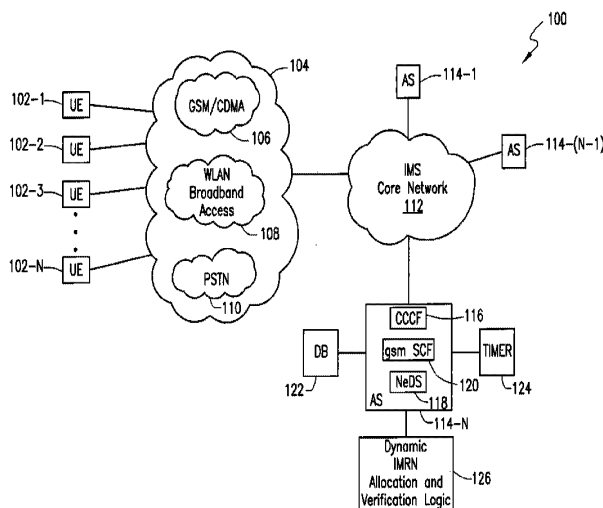 100
104
102-1 UE
GSM/CDMA
106
AS 114-1
102-2 UE
AS 114-(N-1)
102-3 UE
WLAN
Broadband
Access
108
IMS
Core Network
112
102-N UE
PSTN
110
CCCF 116
DB
122
gsm SCF
120
TIMER
124
NeDS
118
AS
114-N
Dynamic
IMRN
Allocation and
Verification Logic
126